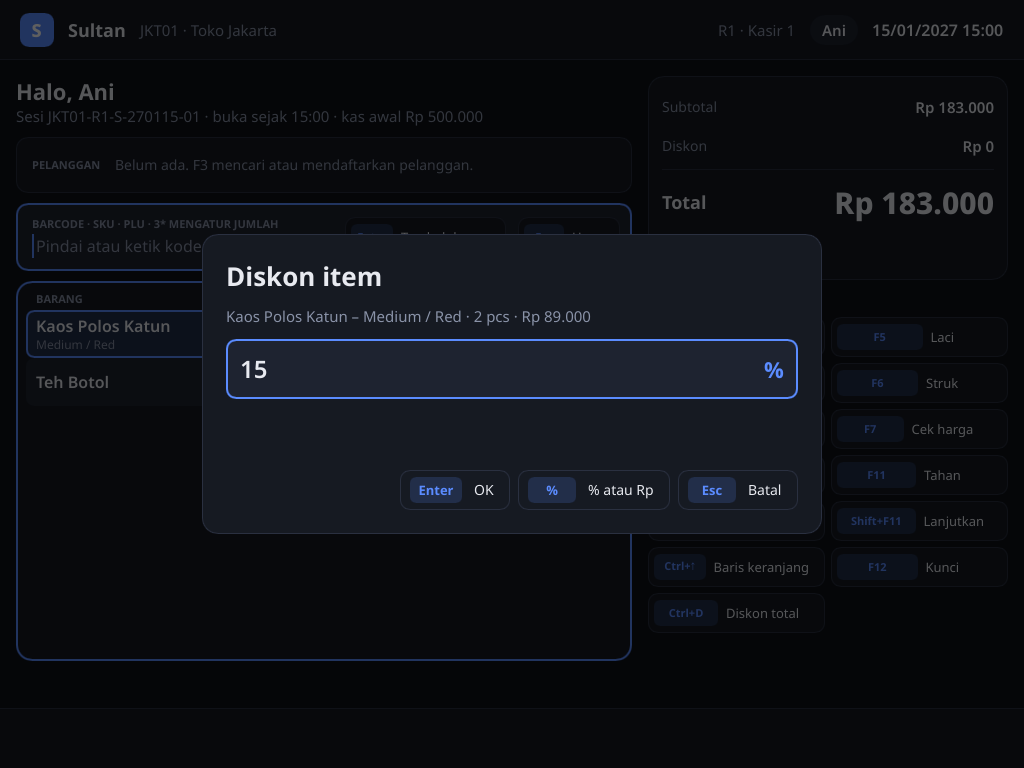 S Sultan JKT01 · Toko Jakarta
R1 · Kasir 1 Ani 15/01/2027 15:00
Halo, Ani
Sesi JKT01-R1-S-270115-01 · buka sejak 15:00 · kas awal Rp 500.000
PELANGGAN Belum ada. F3 mencari atau mendaftarkan pelanggan.
BARCODE · SKU · PLU · 3* MENGATUR JUMLAH
Pindai atau ketik kode
BARANG
Kaos Polos Katun
Medium / Red
Teh Botol
Subtotal Rp 183.000
Diskon Rp 0
Total Rp 183.000
Diskon item
Kaos Polos Katun – Medium / Red · 2 pcs · Rp 89.000
15 %
Enter OK
% % atau Rp
Esc Batal
F5 Laci
F6 Struk
F7 Cek harga
F11 Tahan
Shift+F11 Lanjutkan
Ctrl+↑ Baris keranjang
F12 Kunci
Ctrl+D Diskon total